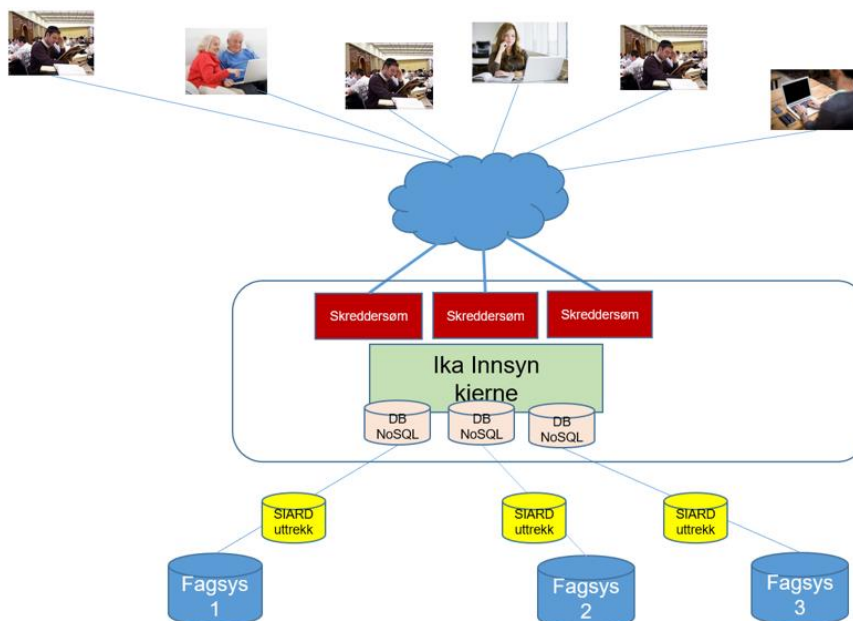 Skreddersøm
Skreddersøm
Skreddersøm
Ika Innsyn
kjerne
DB
NoSQL
DB
NoSQL
DB
NoSQL
SIARD
uttrekk
SIARD
uttrekk
SIARD
uttrekk
Fagsys
1
Fagsys
2
Fagsys
3